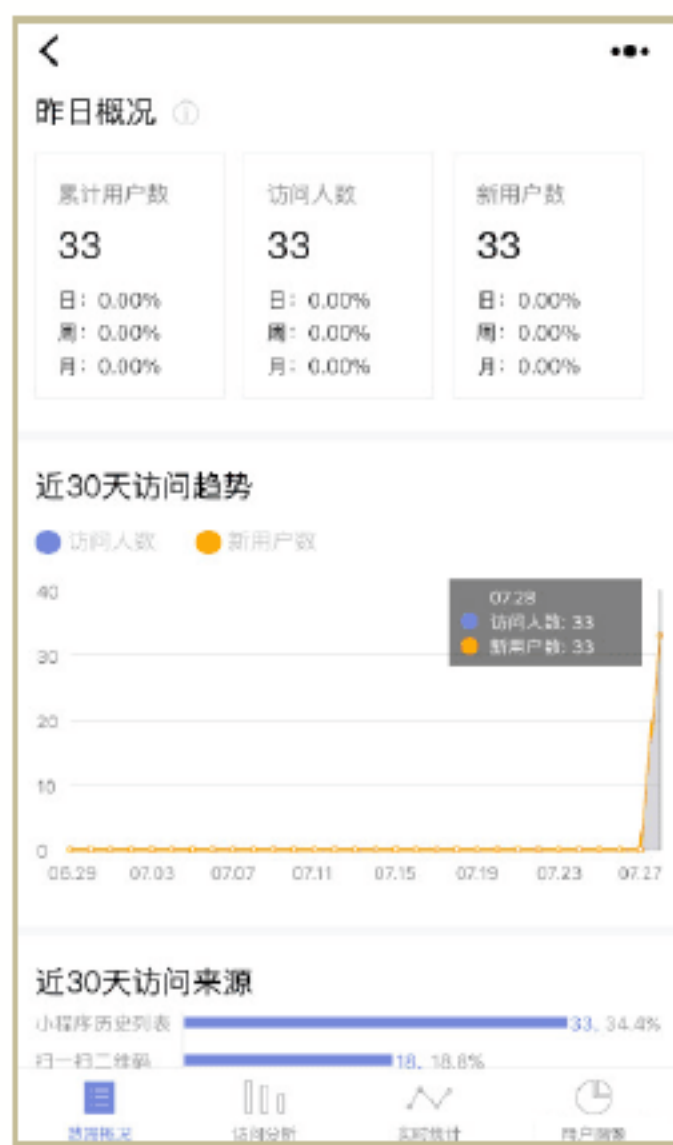 昨日概况
累计用户数 访问人数 新用户数
33 33 33
日: 0.00% 日: 0.00% 日: 0.00%
周: 0.00% 周: 0.00% 周: 0.00%
月: 0.00% 月: 0.00% 月: 0.00%
近30天访问趋势
访问人数 新用户数
40
07.28
访问人数: 33
新用户数: 33
30
20
10
0
06.29 07.03 07.07 07.11 07.15 07.19 07.23 07.27
近30天访问来源
小程序历史列表 33, 34.4%
扫一扫二维码 18, 18.8%
访问分析 实时统计 用户画像